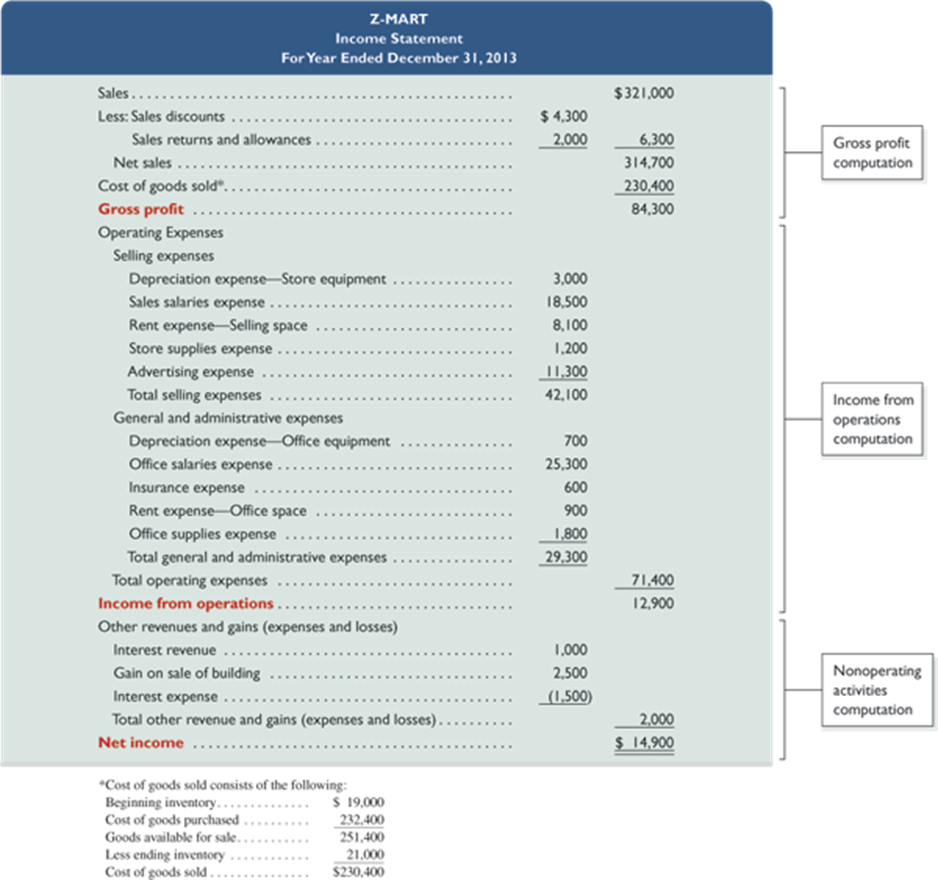 Z-MART
Income Statement
For Year Ended December 31, 2013
Sales . . . . . . . . . . . . . . . . . . . . . . . . . . . . . . $321,000
Less: Sales discounts . . . . . . . . . . . . . . . . . . . . $ 4,300
Sales returns and allowances . . . . . . . . . . . . . . 2,000 6,300
Net sales . . . . . . . . . . . . . . . . . . . . . . . . . . 314,700
Cost of goods sold*. . . . . . . . . . . . . . . . . . . . . 230,400
Gross profit . . . . . . . . . . . . . . . . . . . . . . . . 84,300
Gross profit
computation
Operating Expenses
Selling expenses
Depreciation expense—Store equipment . . . . . . . . . . 3,000
Sales salaries expense . . . . . . . . . . . . . . . . . . 18,500
Rent expense—Selling space . . . . . . . . . . . . . . . 8,100
Store supplies expense . . . . . . . . . . . . . . . . . . 1,200
Advertising expense . . . . . . . . . . . . . . . . . . . 11,300
Total selling expenses . . . . . . . . . . . . . . . . . . 42,100
General and administrative expenses
Depreciation expense—Office equipment . . . . . . . . . 700
Office salaries expense . . . . . . . . . . . . . . . . . . 25,300
Insurance expense . . . . . . . . . . . . . . . . . . . . 600
Rent expense—Office space . . . . . . . . . . . . . . . 900
Office supplies expense . . . . . . . . . . . . . . . . . 1,800
Total general and administrative expenses . . . . . . . . 29,300
Total operating expenses . . . . . . . . . . . . . . . . . 71,400
Income from operations . . . . . . . . . . . . . . . . . . 12,900
Income from
operations
computation
Other revenues and gains (expenses and losses)
Interest revenue . . . . . . . . . . . . . . . . . . . . . 1,000
Gain on sale of building . . . . . . . . . . . . . . . . . 2,500
Interest expense . . . . . . . . . . . . . . . . . . . . . (1,500)
Total other revenue and gains (expenses and losses) . . . . . . 2,000
Net income . . . . . . . . . . . . . . . . . . . . . . . . $ 14,900
Nonoperating
activities
computation
*Cost of goods sold consists of the following:
Beginning inventory. . . . . . . . . . . . . $ 19,000
Cost of goods purchased . . . . . . . . . . 232,400
Goods available for sale. . . . . . . . . . . 251,400
Less ending inventory . . . . . . . . . . . 21,000
Cost of goods sold . . . . . . . . . . . . . . $230,400